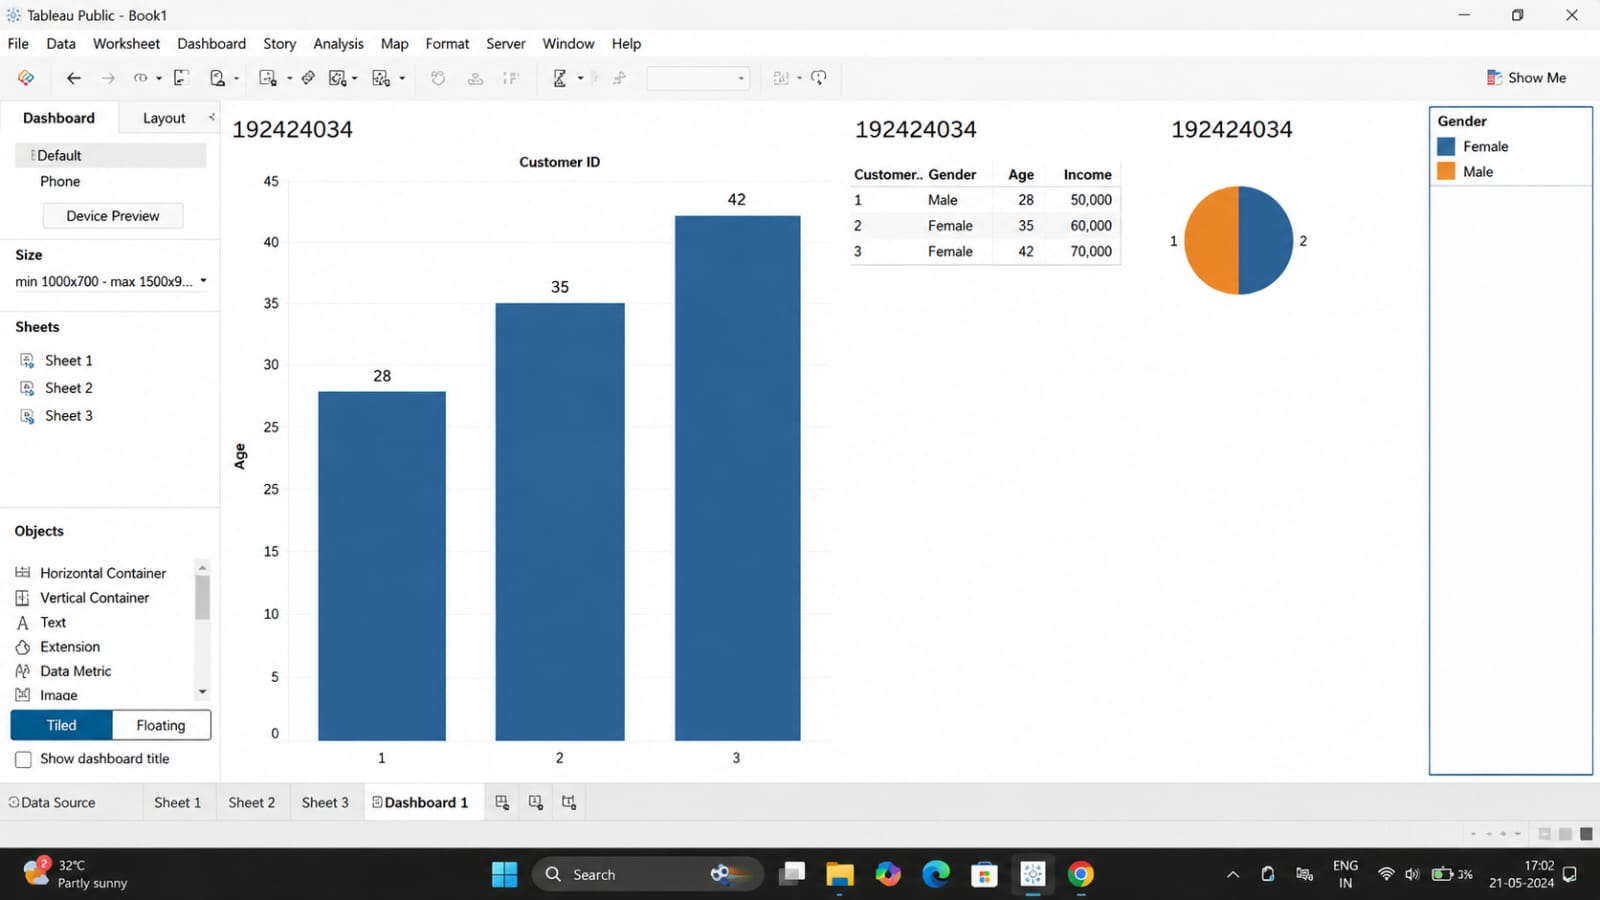 Tableau Public - Book1
File Data Worksheet Dashboard Story Analysis Map Format Server Window Help
Show Me
Dashboard Layout
Default
Phone
Device Preview
Size
min 1000x700 - max 1500x9...
Sheets
Sheet 1
Sheet 2
Sheet 3
Objects
Horizontal Container
Vertical Container
Text
Extension
Data Metric
Image
Tiled Floating
Show dashboard title
192424034
Customer ID
45
40
35
30
25
25
15
10
5
0
Age
28
35
42
1 2 3
192424034
Customer.. Gender Age Income
1 Male 28 50,000
2 Female 35 60,000
3 Female 42 70,000
192424034
1 2
Gender
Female
Male
Data Source Sheet 1 Sheet 2 Sheet 3 Dashboard 1
2
32°C
Partly sunny
Search
ENG
IN
3%
17:02
21-05-2024